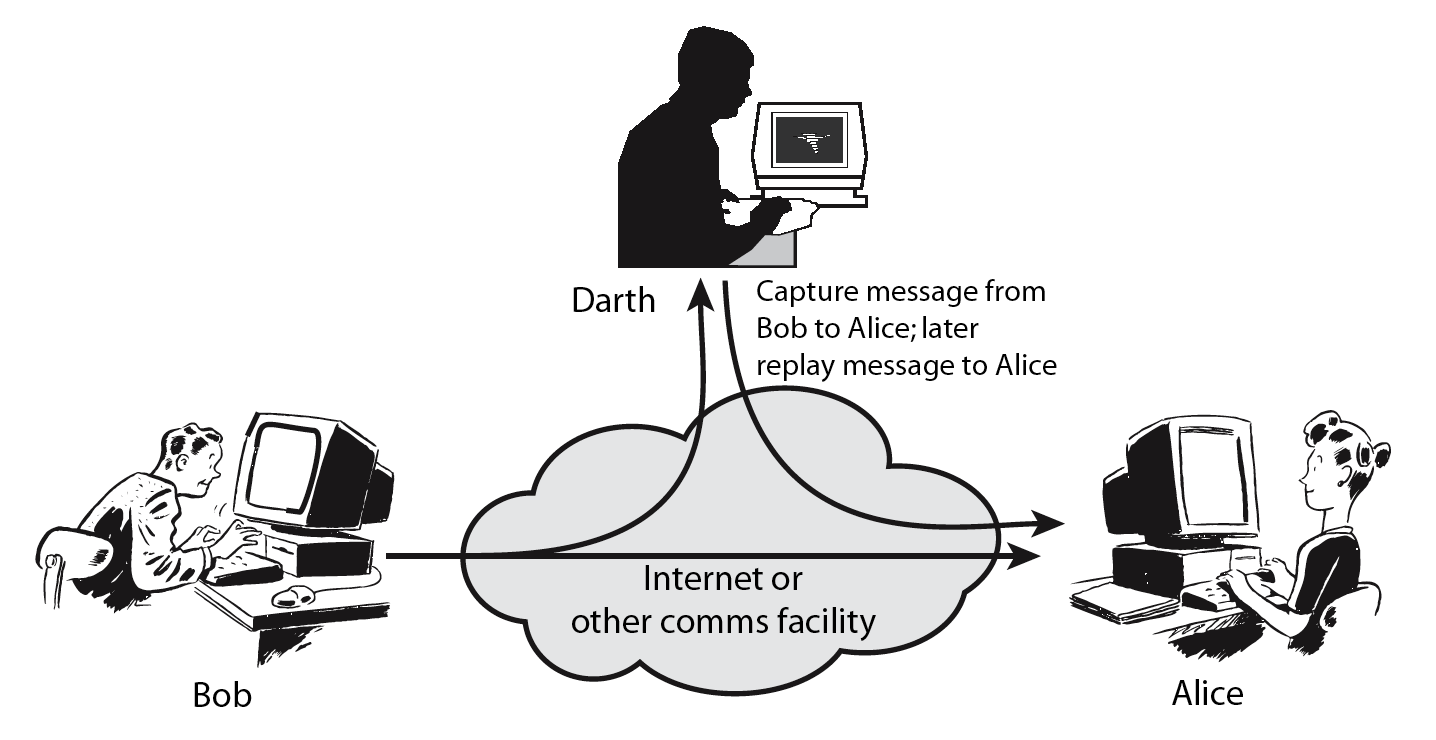 Darth
Capture message from
Bob to Alice; later
replay message to Alice
Internet or
other comms facility
Bob
Alice